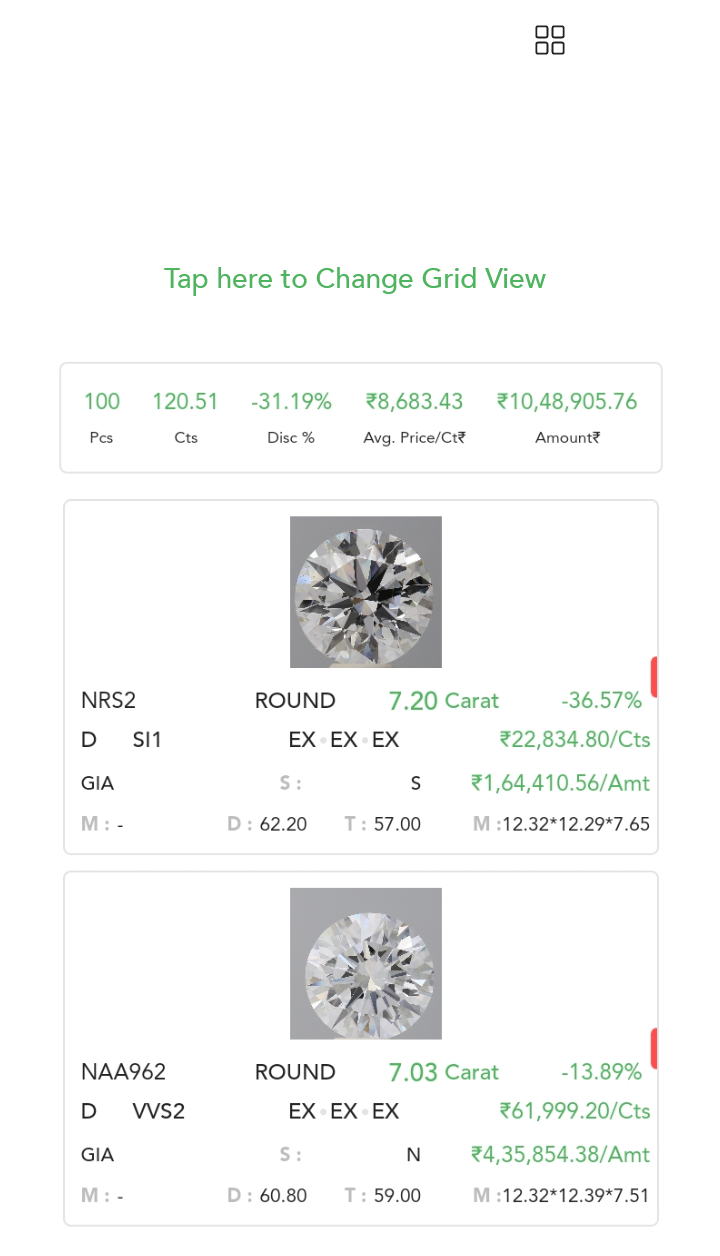 Tap here to Change Grid View
100 120.51 -31.19% ₹8,683.43 ₹10,48,905.76
Pcs Cts Disc % Avg. Price/Ct₹ Amount₹
NRS2 ROUND 7.20 Carat -36.57%
D SI1 EX•EX•EX ₹22,834.80/Cts
GIA S : S ₹1,64,410.56/Amt
M : - D : 62.20 T : 57.00 M :12.32*12.29*7.65
NAA962 ROUND 7.03 Carat -13.89%
D VVS2 EX•EX•EX ₹61,999.20/Cts
GIA S : N ₹4,35,854.38/Amt
M : - D : 60.80 T : 59.00 M :12.32*12.39*7.51